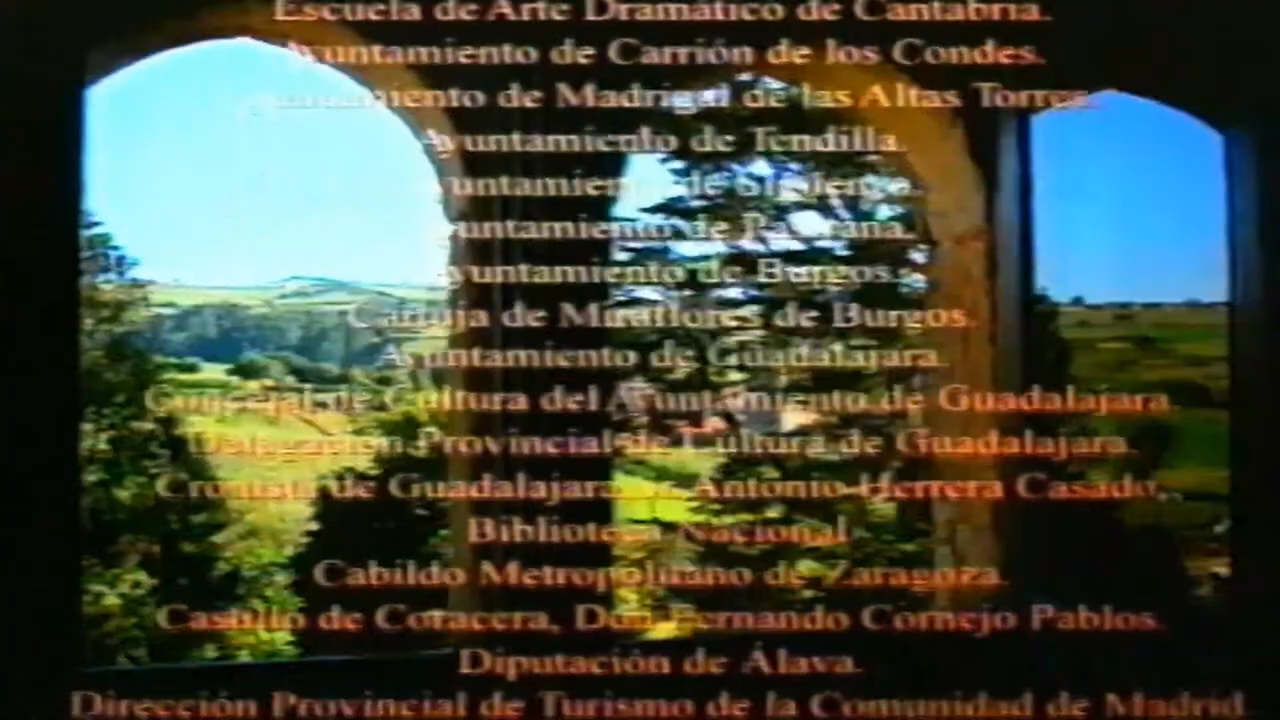 Escuela de Arte Dramático de Cantabria.
Ayuntamiento de Carrión de los Condes.
Ayuntamiento de Madrigal de las Altas Torres.
Ayuntamiento de Tendilla.
Ayuntamiento de Sigüenza.
Ayuntamiento de Pastrana.
Ayuntamiento de Burgos.
Cartuja de Miraflores de Burgos.
Ayuntamiento de Guadalajara.
Concejal de Cultura del Ayuntamiento de Guadalajara
Delegación Provincial de Cultura de Guadalajara.
Cronista de Guadalajara Antonio Herrera Casado.
Biblioteca Nacional
Cabildo Metropolitano de Zaragoza.
Castillo de Coracera, Don Fernando Cornejo Pablos.
Diputación de Álava.
Dirección Provincial de Turismo de la Comunidad de Madrid.